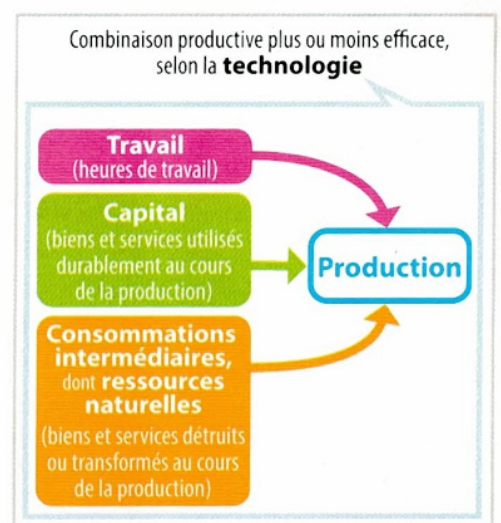 Combinaison productive plus ou moins efficace,
selon la technologie
Travail
(heures de travail)
Capital
(biens et services utilisés
durablement au cours
de la production)
Production
Consommations
intermédiaires,
dont ressources
naturelles
(biens et services détruits
ou transformés au cours
de la production)